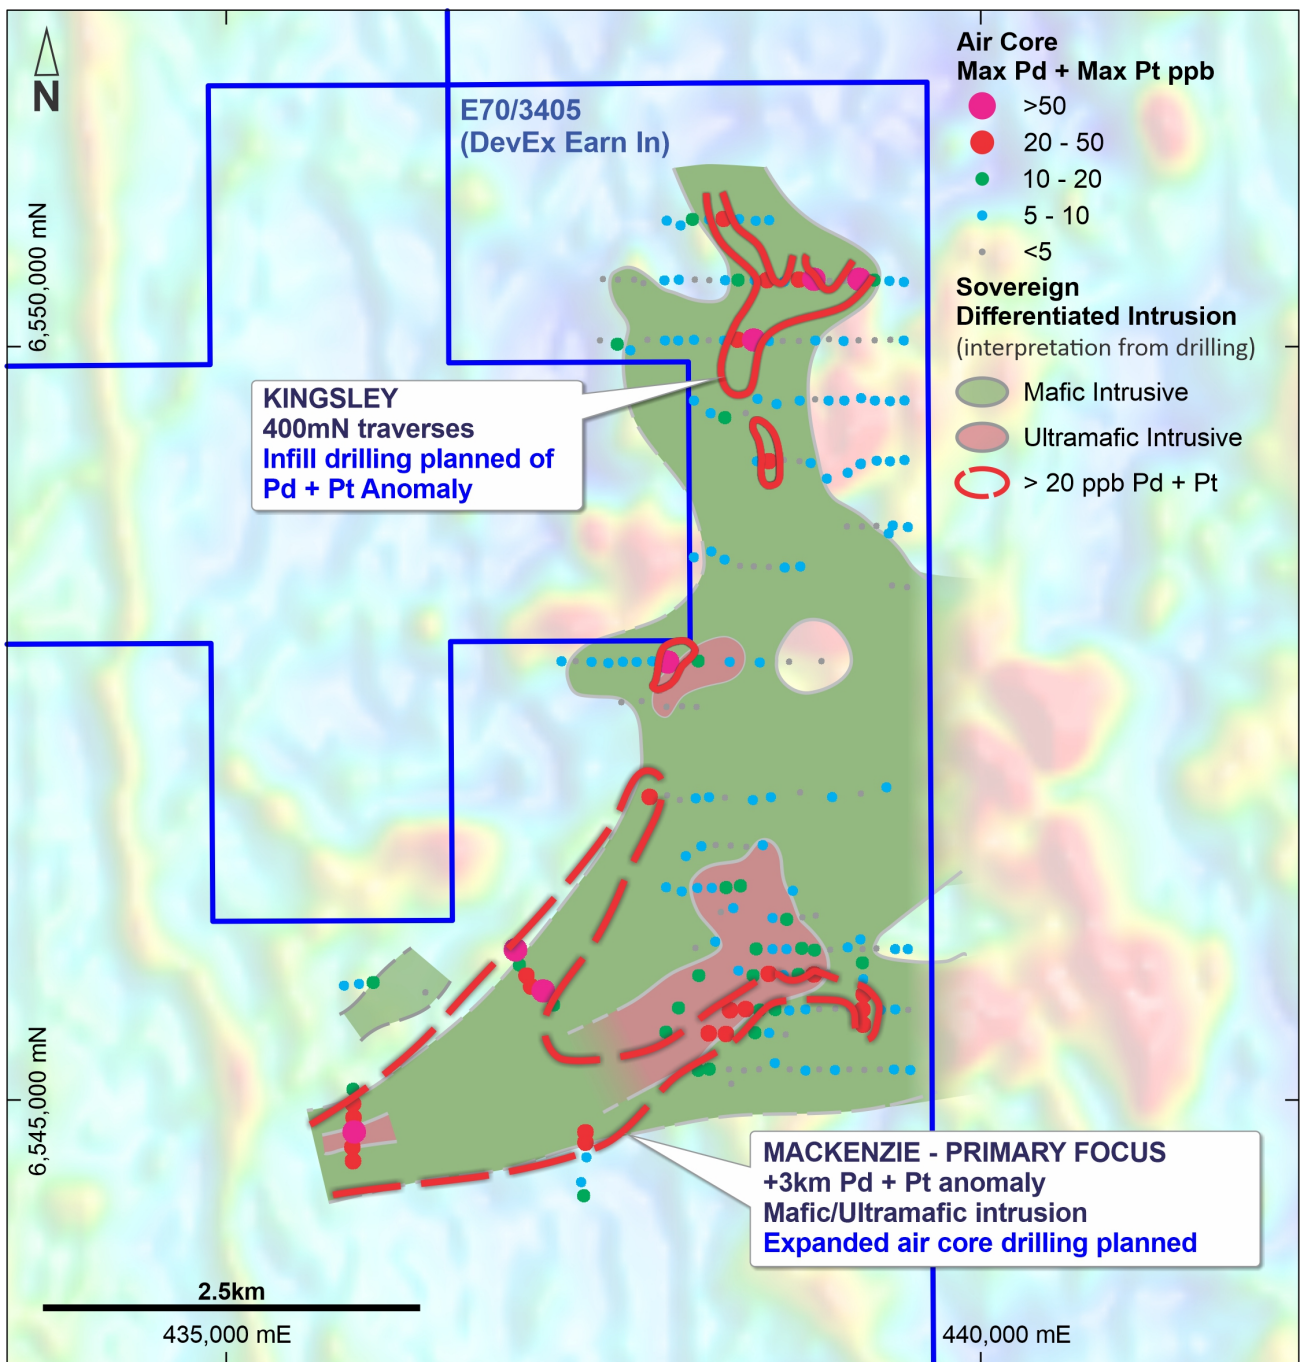 N
E70/3405
(DevEx Earn In)
Air Core
Max Pd + Max Pt ppb
>50
20 - 50
10 - 20
5 - 10
<5
Sovereign
Differentiated Intrusion
(interpretation from drilling)
Mafic Intrusive
Ultramafic Intrusive
> 20 ppb Pd + Pt
6,550,000 mN
KINGSLEY
400mN traverses
Infill drilling planned of
Pd + Pt Anomaly
6,545,000 mN
MACKENZIE - PRIMARY FOCUS
+3km Pd + Pt anomaly
Mafic/Ultramafic intrusion
Expanded air core drilling planned
2.5km
435,000 mE
440,000 mE